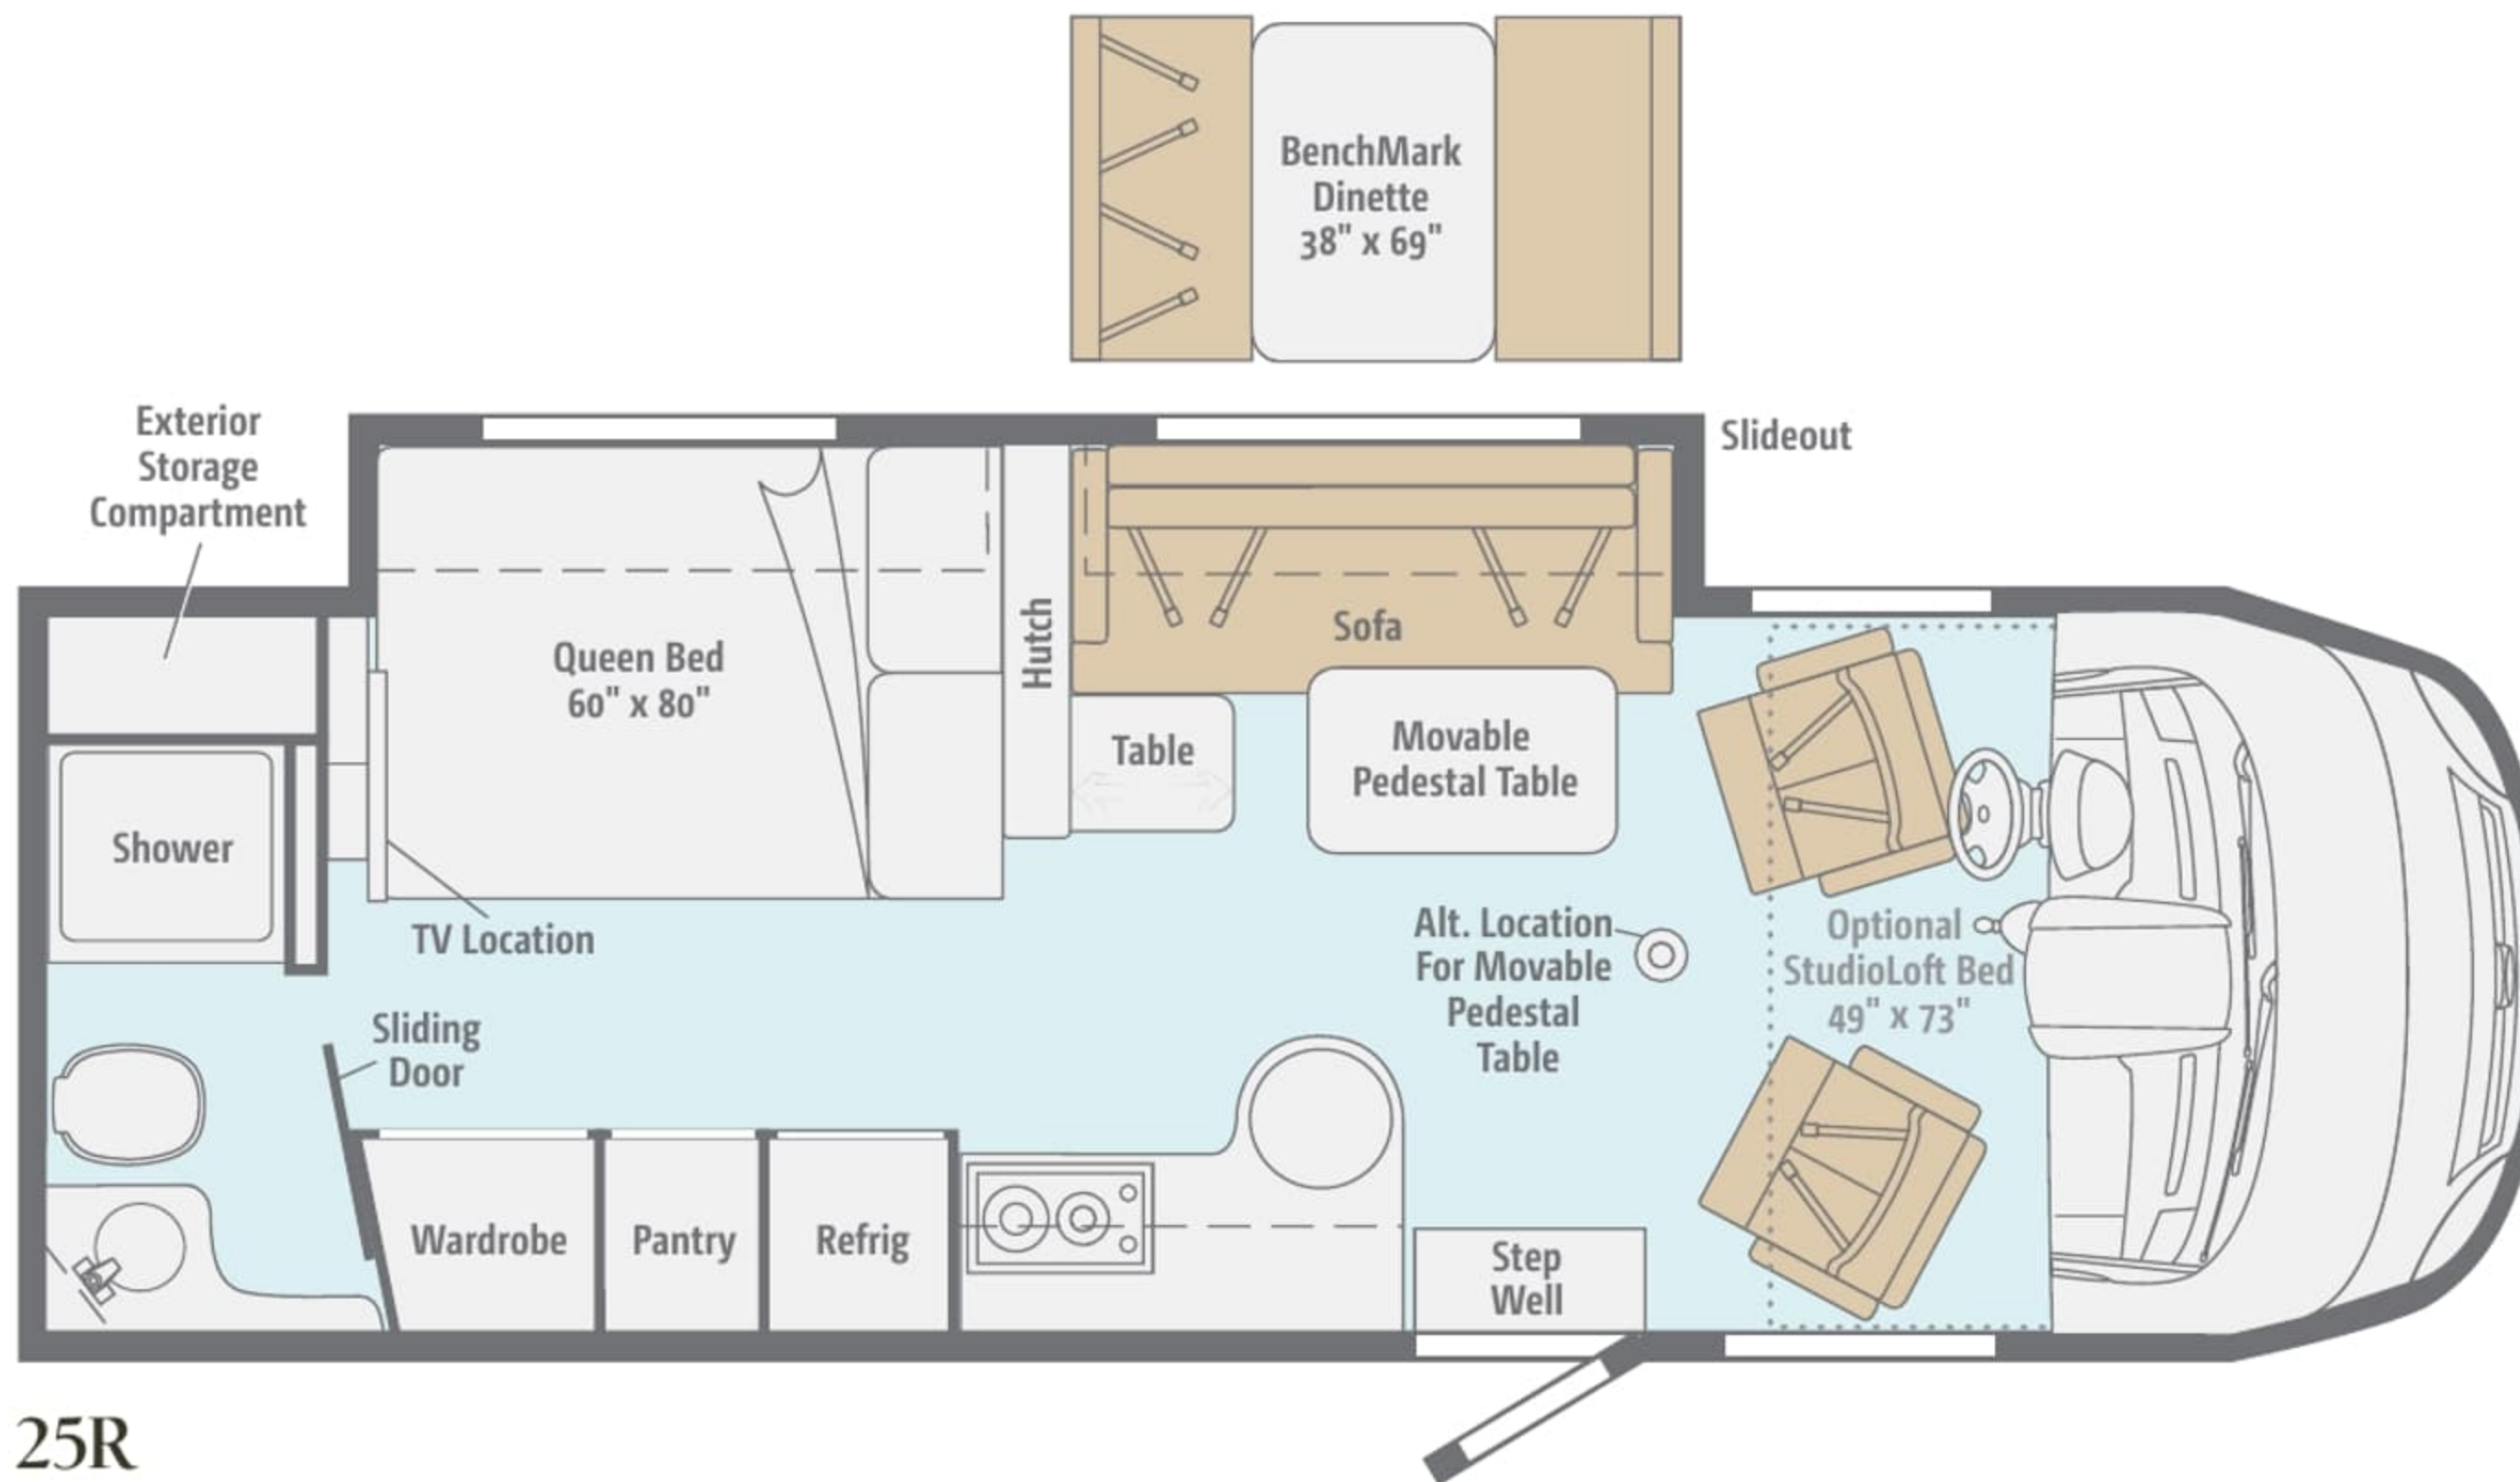 BenchMark
Dinette
38" x 69"
Exterior
Storage
Compartment
Slideout
Queen Bed
60" x 80"
Hutch
Sofa
Table
Movable
Pedestal Table
Shower
TV Location
Alt. Location
For Movable
Pedestal
Table
Optional
StudioLoft Bed
49" x 73"
Sliding
Door
Wardrobe
Pantry
Refrig
Step
Well
25R